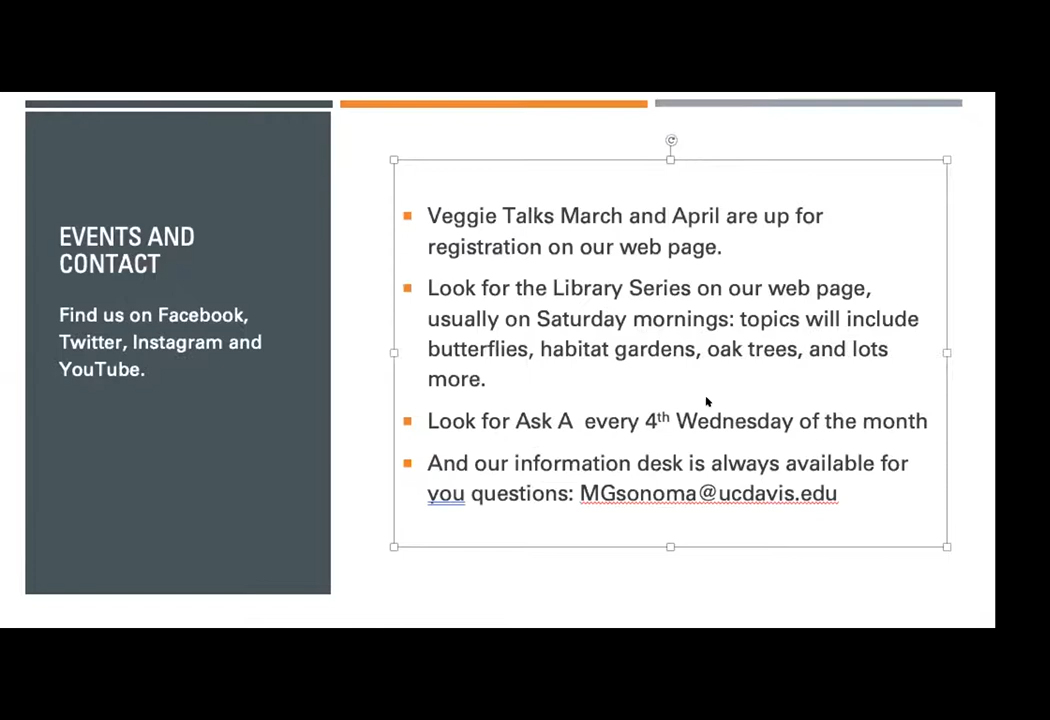 EVENTS AND
CONTACT
Find us on Facebook,
Twitter, Instagram and
YouTube.
Veggie Talks March and April are up for
registration on our web page.
Look for the Library Series on our web page,
usually on Saturday mornings: topics will include
butterflies, habitat gardens, oak trees, and lots
more.
Look for Ask A  every 4th Wednesday of the month
And our information desk is always available for
you questions: MGsonoma@ucdavis.edu